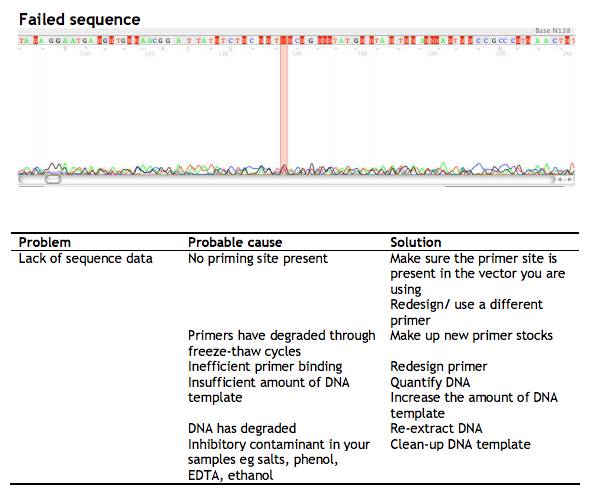 Failed sequence
Base N138
Problem Probable cause Solution
Lack of sequence data No priming site present Make sure the primer site is
present in the vector you are
using
Redesign/ use a different
primer
Primers have degraded through Make up new primer stocks
freeze-thaw cycles
Inefficient primer binding Redesign primer
Insufficient amount of DNA Quantify DNA
template Increase the amount of DNA
template
DNA has degraded Re-extract DNA
Inhibitory contaminant in your Clean-up DNA template
samples eg salts, phenol,
EDTA, ethanol